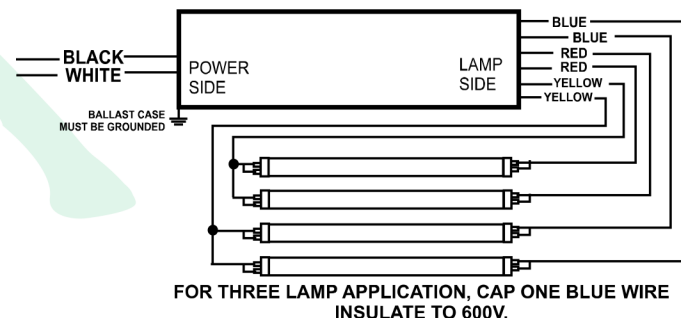 BLACK
WHITE
POWER
SIDE
LAMP
SIDE
BLUE
BLUE
RED
RED
YELLOW
YELLOW
BALLAST CASE
MUST BE GROUNDED
FOR THREE LAMP APPLICATION, CAP ONE BLUE WIRE
INSULATE TO 600V.